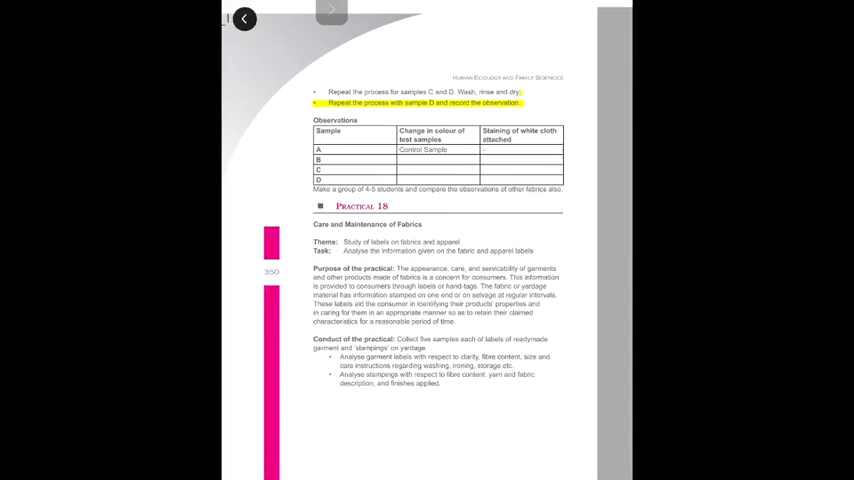 HUMAN ECOLOGY AND FAMILY SCIENCES
• Repeat the process for samples C and D. Wash, rinse and dry.
• Repeat the process with sample D and record the observation.
Observations
Sample Change in colour of test samples Staining of white cloth attached
A Control Sample -
B
C
D
Make a group of 4-5 students and compare the observations of other fabrics also.
■ PRACTICAL 18
Care and Maintenance of Fabrics
Theme: Study of labels on fabrics and apparel
Task: Analyse the information given on the fabric and apparel labels
350
Purpose of the practical: The appearance, care, and servicability of garments
and other products made of fabrics is a concern for consumers. This information
is provided to consumers through labels or hand-tags. The fabric or yardage
material has information stamped on one end or on selvage at regular intervals.
These labels aid the consumer in identifying their products' properties and
in caring for them in an appropriate manner so as to retain their claimed
characteristics for a reasonable period of time.
Conduct of the practical: Collect five samples each of labels of readymade
garment and 'stampings' on yardage.
• Analyse garment labels with respect to clarity, fibre content, size and
care instructions regarding washing, ironing, storage etc.
• Analyse stampings with respect to fibre content, yarn and fabric
description, and finishes applied.